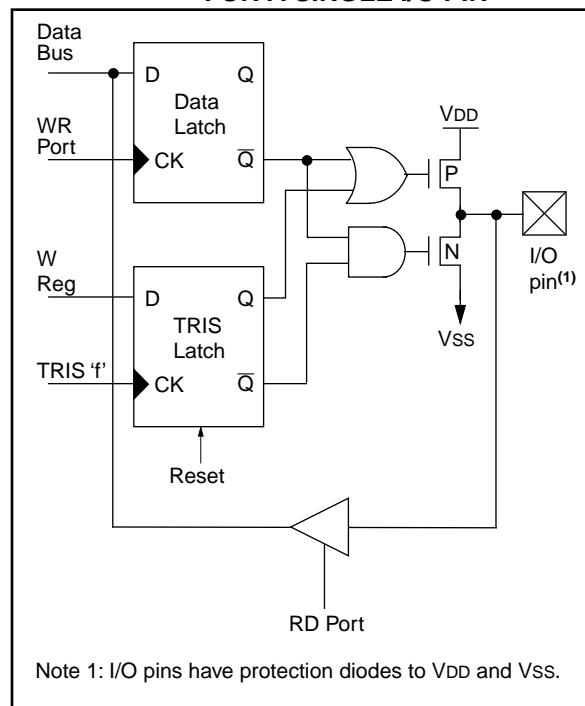 Data
Bus
D
Q
Data
Latch
WR
Port
CK
Q̅
VDD
P
I/O
pin(1)
N
VSS
W
Reg
D
Q
TRIS
Latch
TRIS ‘f’
CK
Q̅
Reset
RD Port
Note 1: I/O pins have protection diodes to VDD and VSS.